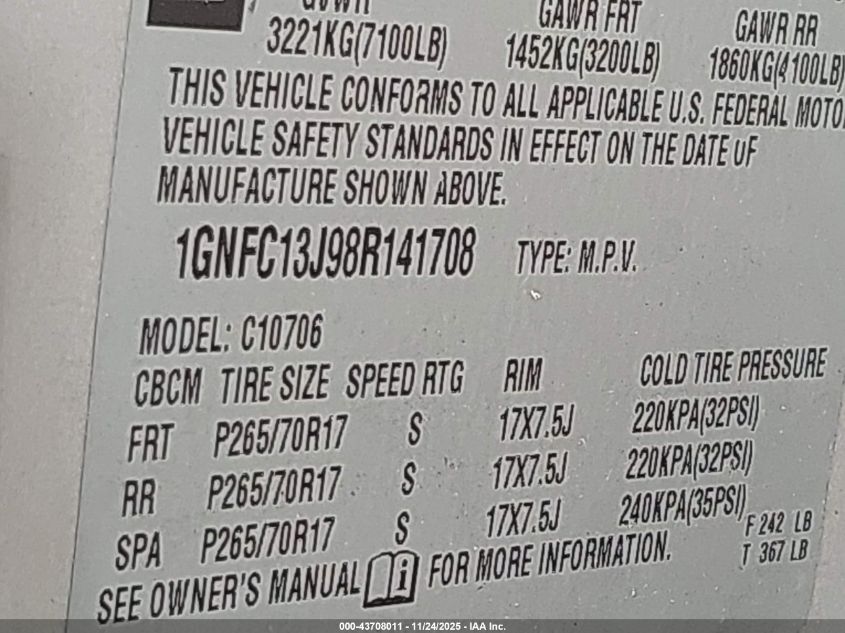 GVWR GAWR FRT GAWR RR
3221KG(7100LB) 1452KG(3200LB) 1860KG(4100LB)
THIS VEHICLE CONFORMS TO ALL APPLICABLE U.S. FEDERAL MOTO
VEHICLE SAFETY STANDARDS IN EFFECT ON THE DATE OF
MANUFACTURE SHOWN ABOVE.
1GNFC13J98R141708 TYPE: M.P.V.
MODEL: C10706
CBCM TIRE SIZE SPEED RTG RIM COLD TIRE PRESSURE
FRT P265/70R17 S 17X7.5J 220KPA(32PSI)
RR P265/70R17 S 17X7.5J 220KPA(32PSI)
SPA P265/70R17 S 17X7.5J 240KPA(35PSI)
F 242 LB
T 367 LB
SEE OWNER'S MANUAL i FOR MORE INFORMATION.
000-43708011 - 11/24/2025 - IAA Inc.